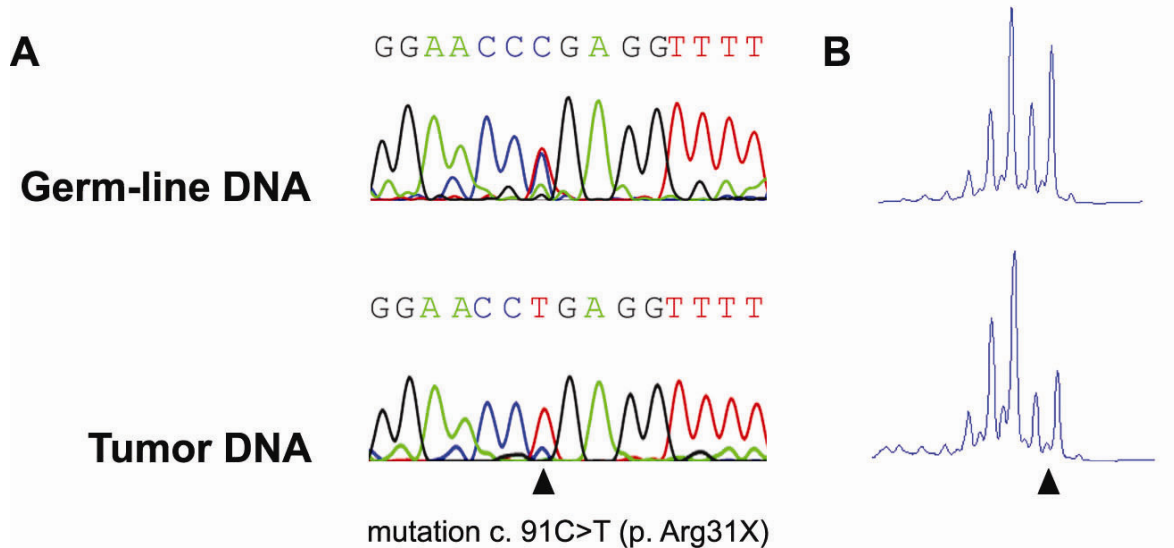 A
B
GGAACCCGAGGTTTT
Germ-line DNA
GGAACCTGAGGTTTT
Tumor DNA
mutation c. 91C>T (p. Arg31X)